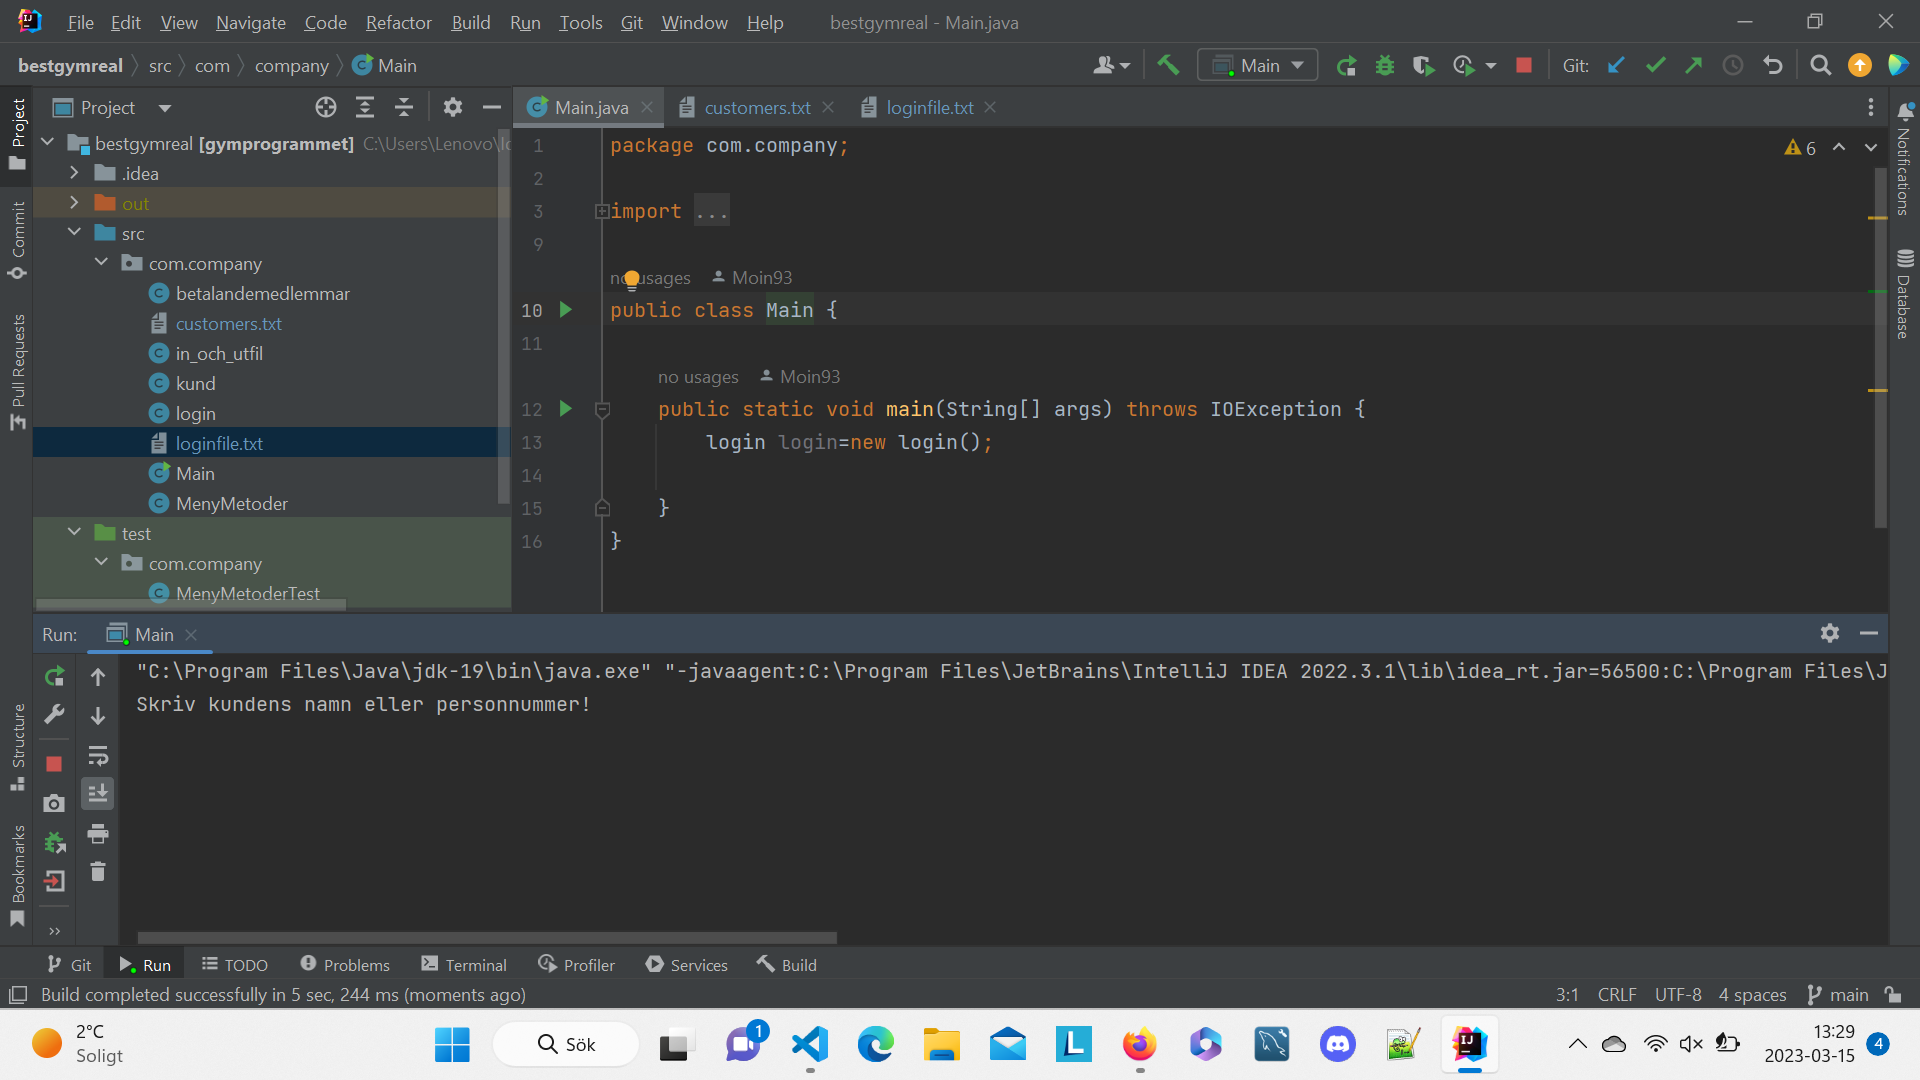 File Edit View Navigate Code Refactor Build Run Tools Git Window Help bestgymreal - Main.java
bestgymreal src com company Main
Main Git:
Project
Main.java customers.txt loginfile.txt
bestgymreal [gymprogrammet] C:\Users\Lenovo\
.idea
out
src
com.company
betalandemedlemmar
customers.txt
in_och_utfil
kund
login
loginfile.txt
Main
MenyMetoder
test
com.company
MenyMetoderTest
1 package com.company;
6
2
3 import ...
9
no usages Moin93
10 public class Main {
11
no usages Moin93
12 public static void main(String[] args) throws IOException {
13 login login=new login();
14
15 }
16 }
Project
Commit
Pull Requests
Structure
Bookmarks
Notifications
Database
Run: Main
"C:\Program Files\Java\jdk-19\bin\java.exe" "-javaagent:C:\Program Files\JetBrains\IntelliJ IDEA 2022.3.1\lib\idea_rt.jar=56500:C:\Program Files\J
Skriv kundens namn eller personnummer!
Git Run TODO Problems Terminal Profiler Services Build
Build completed successfully in 5 sec, 244 ms (moments ago) 3:1 CRLF UTF-8 4 spaces main
2°C
Soligt
Sök
1
L
IJ
13:29
2023-03-15
4